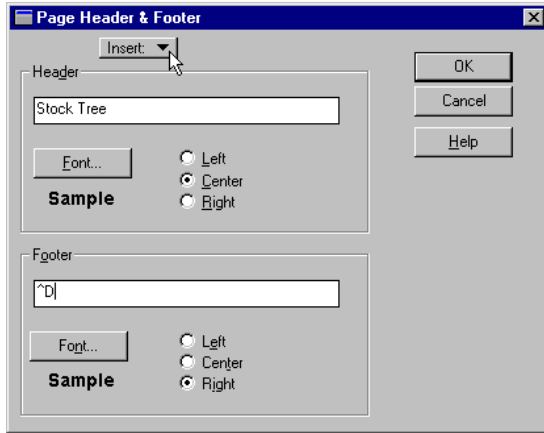 Page Header & Footer
Insert:
Header
Stock Tree
Font...
Sample
Left
Center
Right
Footer
^D
Font...
Sample
Left
Center
Right
OK
Cancel
Help